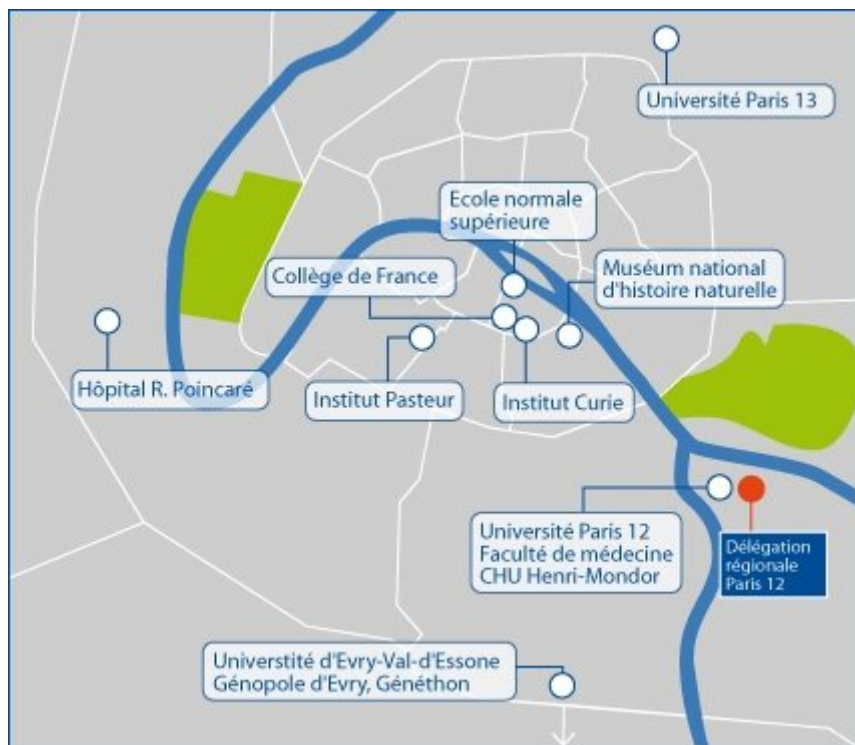 Université Paris 13
Ecole normale
supérieure
Muséum national
d'histoire naturelle
Collège de France
Hôpital R. Poincaré
Institut Pasteur
Institut Curie
Université Paris 12
Faculté de médecine
CHU Henri-Mondor
Délégation
régionale
Paris 12
Universtité d'Evry-Val-d'Essone
Génopole d'Evry, Généthon